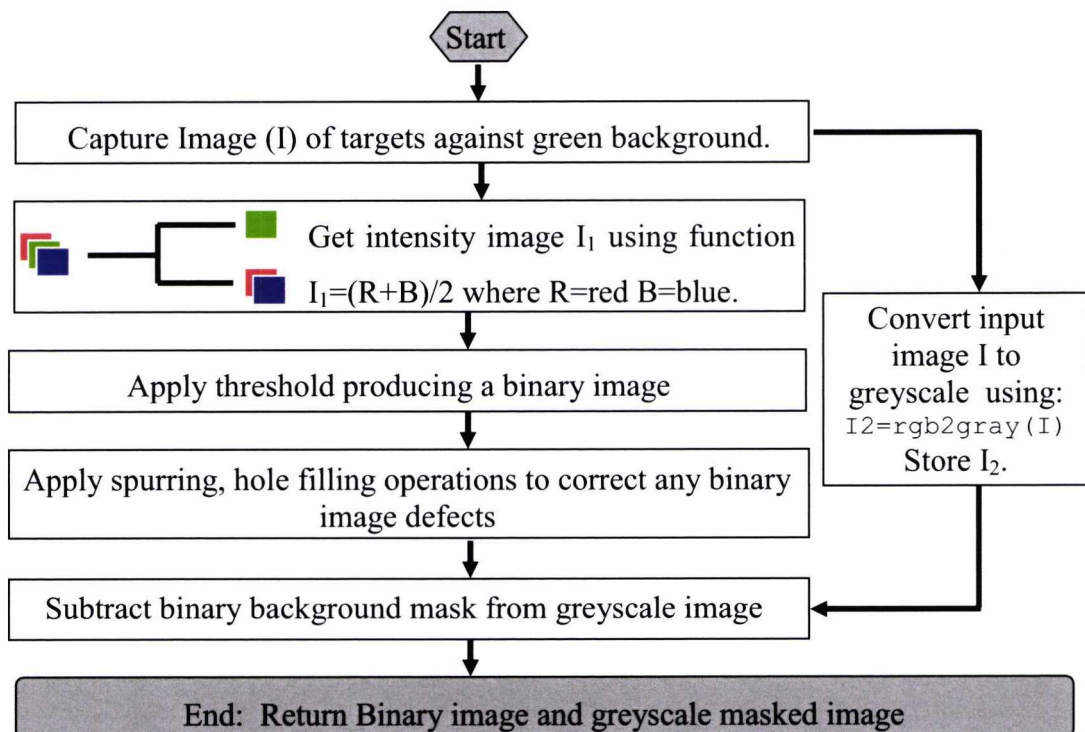 Start
Capture Image (I) of targets against green background.
Get intensity image I₁ using function
I₁=(R+B)/2 where R=red B=blue.
Apply threshold producing a binary image
Apply spurring, hole filling operations to correct any binary
image defects
Convert input
image I to
greyscale using:
I2=rgb2gray(I)
Store I₂.
Subtract binary background mask from greyscale image
End: Return Binary image and greyscale masked image